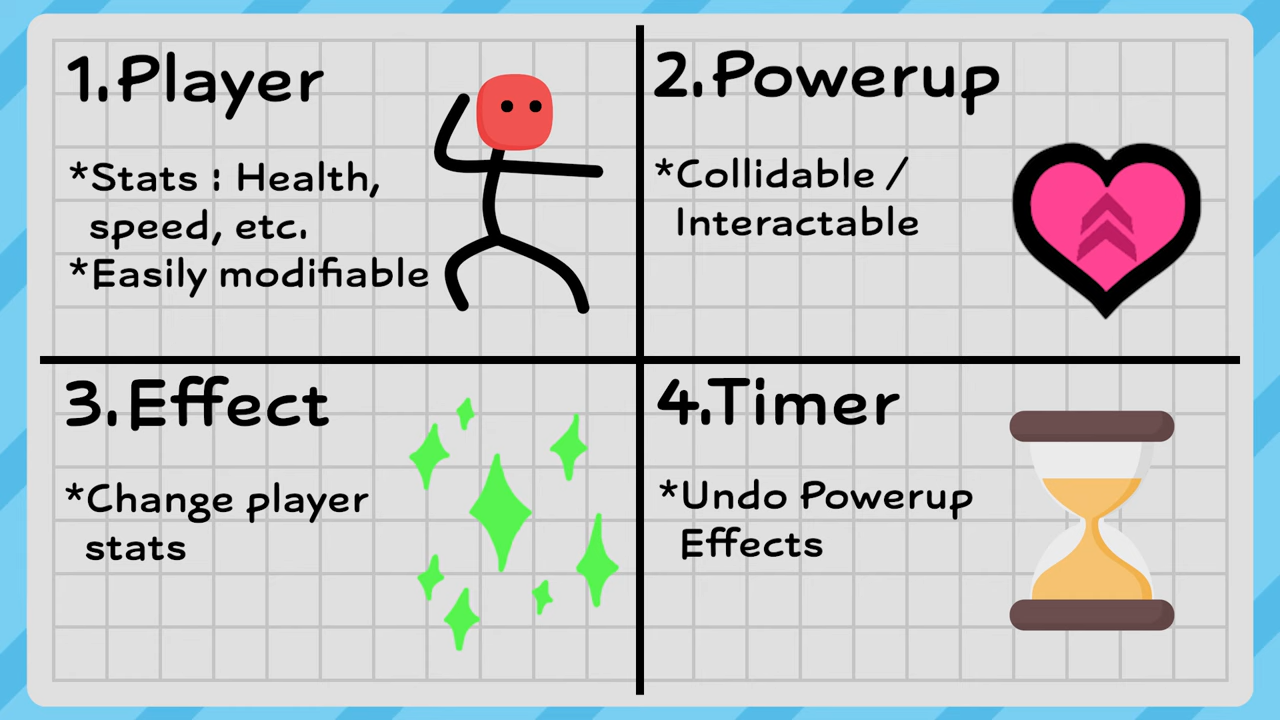 1.Player
*Stats : Health,
speed, etc.
*Easily modifiable
2.Powerup
*Collidable /
Interactable
3.Effect
*Change player
stats
4.Timer
*Undo Powerup
Effects